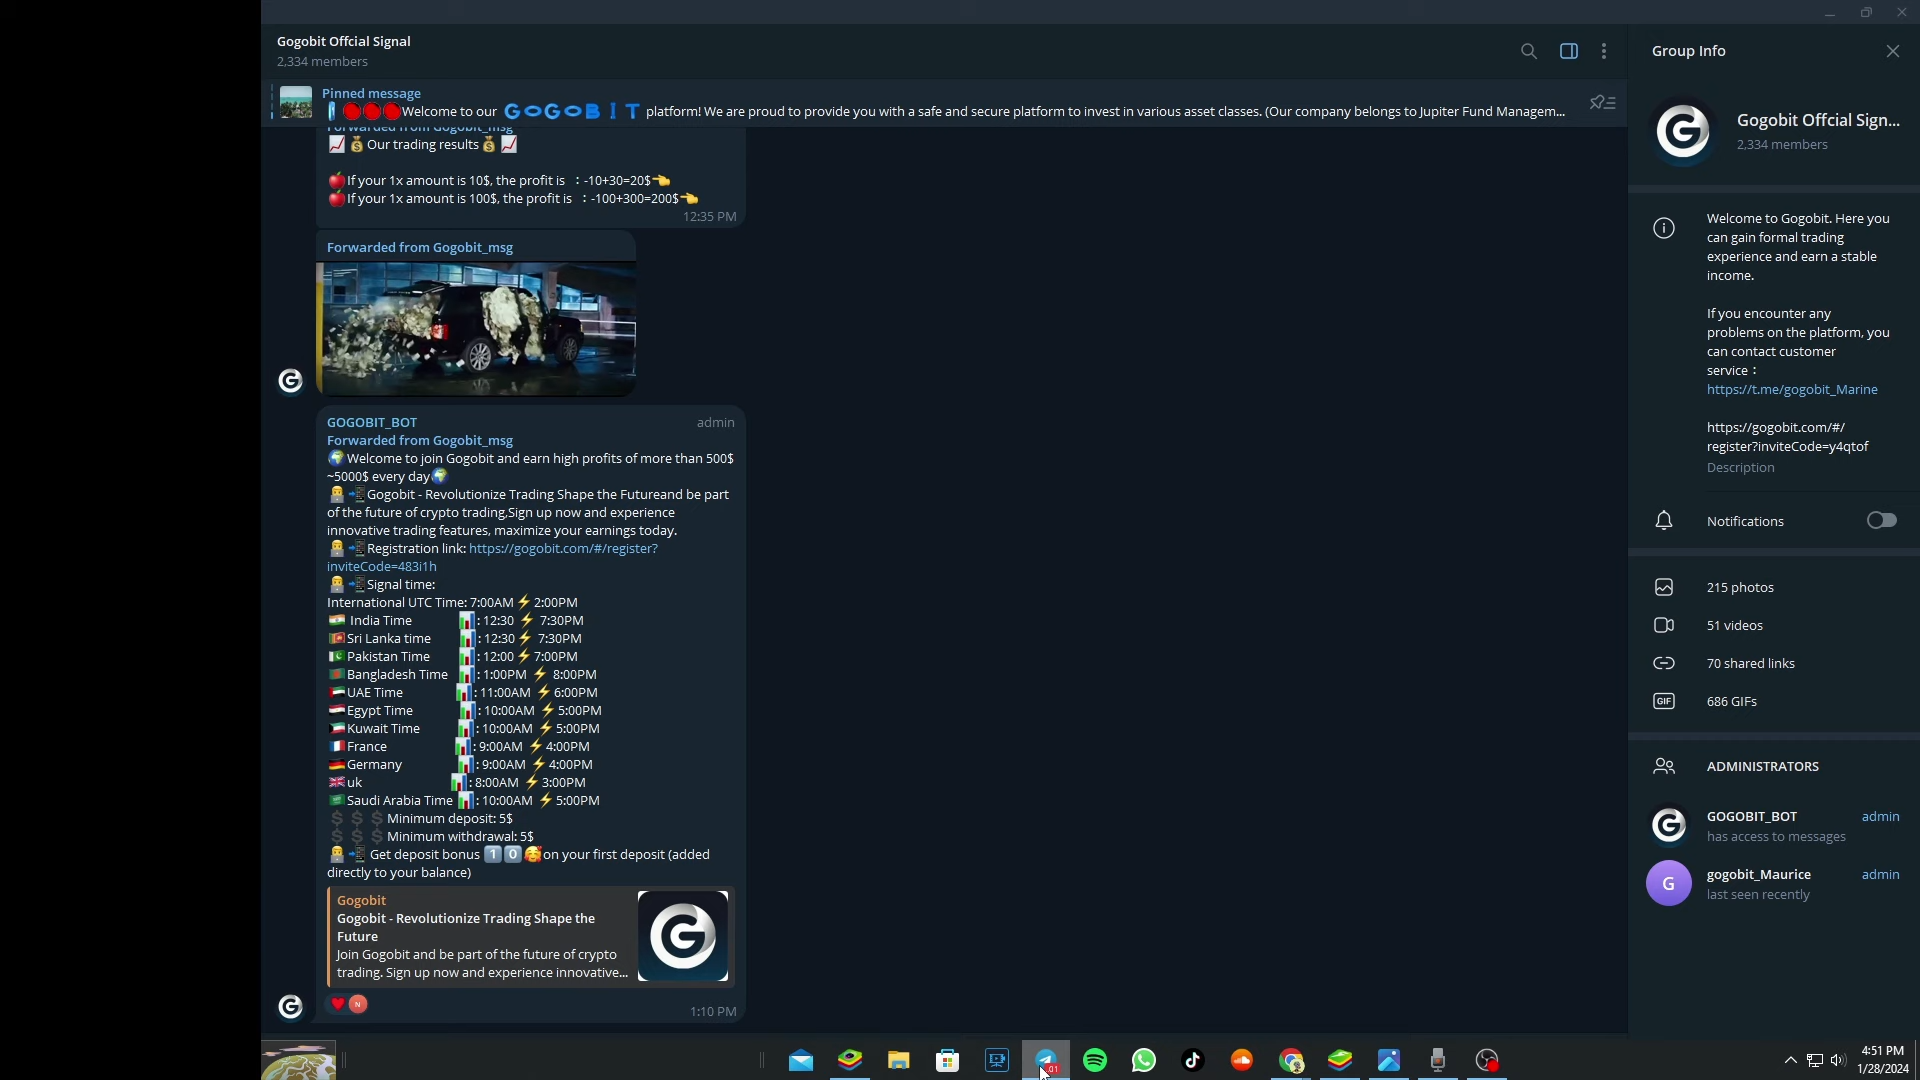 Gogobit Offcial Signal
2,334 members
Pinned message
Welcome to our GOGOBIT platform! We are proud to provide you with a safe and secure platform to invest in various asset classes. (Our company belongs to Jupiter Fund Managem...
Forwarded from Gogobit_msg
📈💰Our trading results💰📈
🍎If your 1x amount is 10$, the profit is ：-10+30=20$👈
🍎If your 1x amount is 100$, the profit is ：-100+300=200$👈
12:35 PM
Forwarded from Gogobit_msg
GOGOBIT_BOT admin
Forwarded from Gogobit_msg
🌍Welcome to join Gogobit and earn high profits of more than 500$
~5000$ every day🌍
👨‍💼📲Gogobit - Revolutionize Trading Shape the Futureand be part
of the future of crypto trading,Sign up now and experience
innovative trading features, maximize your earnings today.
👨‍💼📲Registration link: https://gogobit.com/#/register?
inviteCode=483i1h
👨‍💼📲Signal time:
International UTC Time: 7:00AM⚡2:00PM
🇮🇳 India Time 📊: 12:30 ⚡ 7:30PM
🇱🇰Sri Lanka time 📊: 12:30⚡ 7:30PM
🇵🇰Pakistan Time 📊: 12:00⚡7:00PM
🇧🇩Bangladesh Time 📊: 1:00PM ⚡ 8:00PM
🇦🇪UAE Time 📊: 11:00AM ⚡6:00PM
🇪🇬Egypt Time 📊: 10:00AM ⚡5:00PM
🇰🇼Kuwait Time 📊: 10:00AM ⚡5:00PM
🇫🇷France 📊: 9:00AM ⚡4:00PM
🇩🇪Germany 📊: 9:00AM ⚡4:00PM
🇬🇧uk 📊: 8:00AM ⚡3:00PM
🇸🇦Saudi Arabia Time 📊: 10:00AM ⚡5:00PM
💲💲💲Minimum deposit: 5$
💲💲💲Minimum withdrawal: 5$
👨‍💼📲 Get deposit bonus 1️⃣0️⃣🥰on your first deposit (added
directly to your balance)
Gogobit
Gogobit - Revolutionize Trading Shape the
Future
Join Gogobit and be part of the future of crypto
trading. Sign up now and experience innovative...
N
1:10 PM
Group Info
Gogobit Offcial Sign...
2,334 members
Welcome to Gogobit. Here you
can gain formal trading
experience and earn a stable
income.
If you encounter any
problems on the platform, you
can contact customer
service：
https://t.me/gogobit_Marine
https://gogobit.com/#/
register?inviteCode=y4qtof
Description
Notifications
215 photos
51 videos
70 shared links
GIF 686 GIFs
ADMINISTRATORS
GOGOBIT_BOT admin
has access to messages
G
gogobit_Maurice admin
last seen recently
4:51 PM
1/28/2024